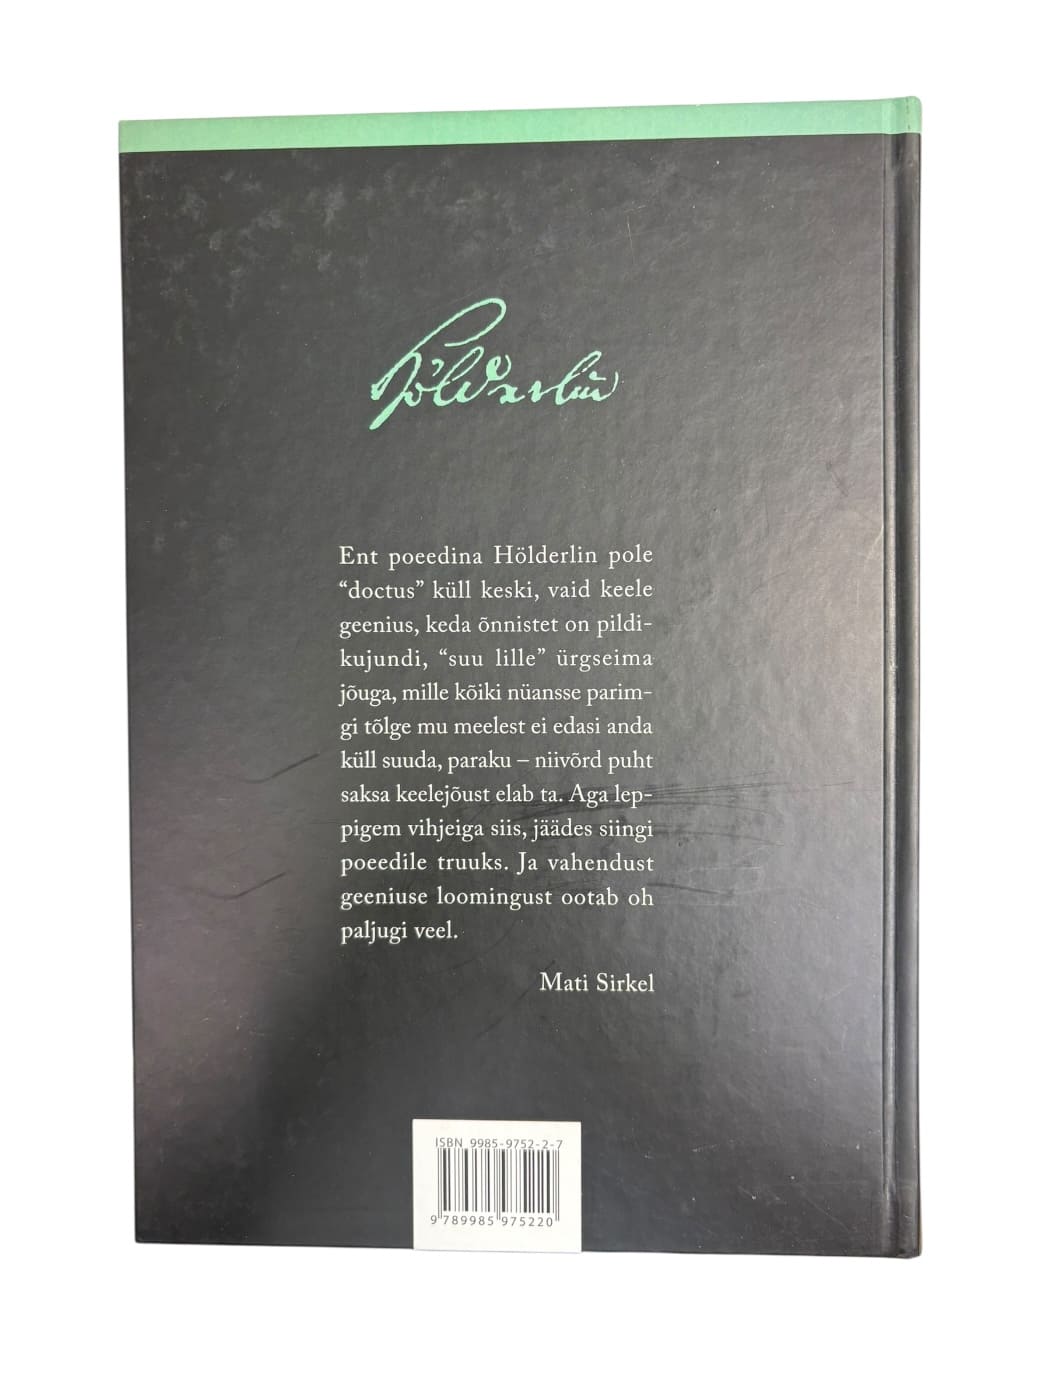 Hölderlin
Ent poeedina Hölderlin pole
“doctus” küll keski, vaid keele
geenius, keda õnnistet on pildi-
kujundi, “suu lille” ürgseima
jõuga, mille kõiki nüansse parim-
gi tõlge mu meelest ei edasi anda
küll suuda, paraku – niivõrd puht
saksa keelejõust elab ta. Aga lep-
pigem vihjeiga siis, jäädes siingi
poeedile truuks. Ja vahendust
geeniuse loomingust ootab oh
paljugi veel.
Mati Sirkel
ISBN 9985-9752-2-7
9 789985 975220